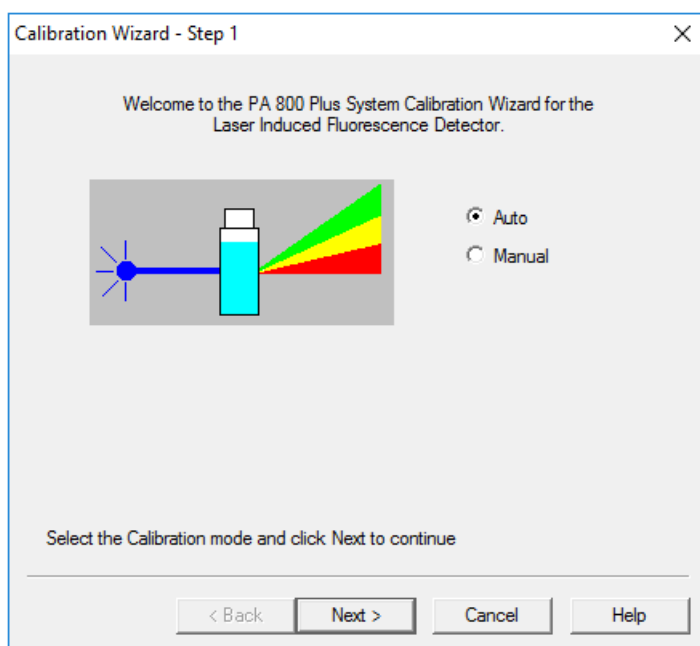 Calibration Wizard - Step 1
Welcome to the PA 800 Plus System Calibration Wizard for the
Laser Induced Fluorescence Detector.
Auto
Manual
Select the Calibration mode and click Next to continue
< Back
Next >
Cancel
Help